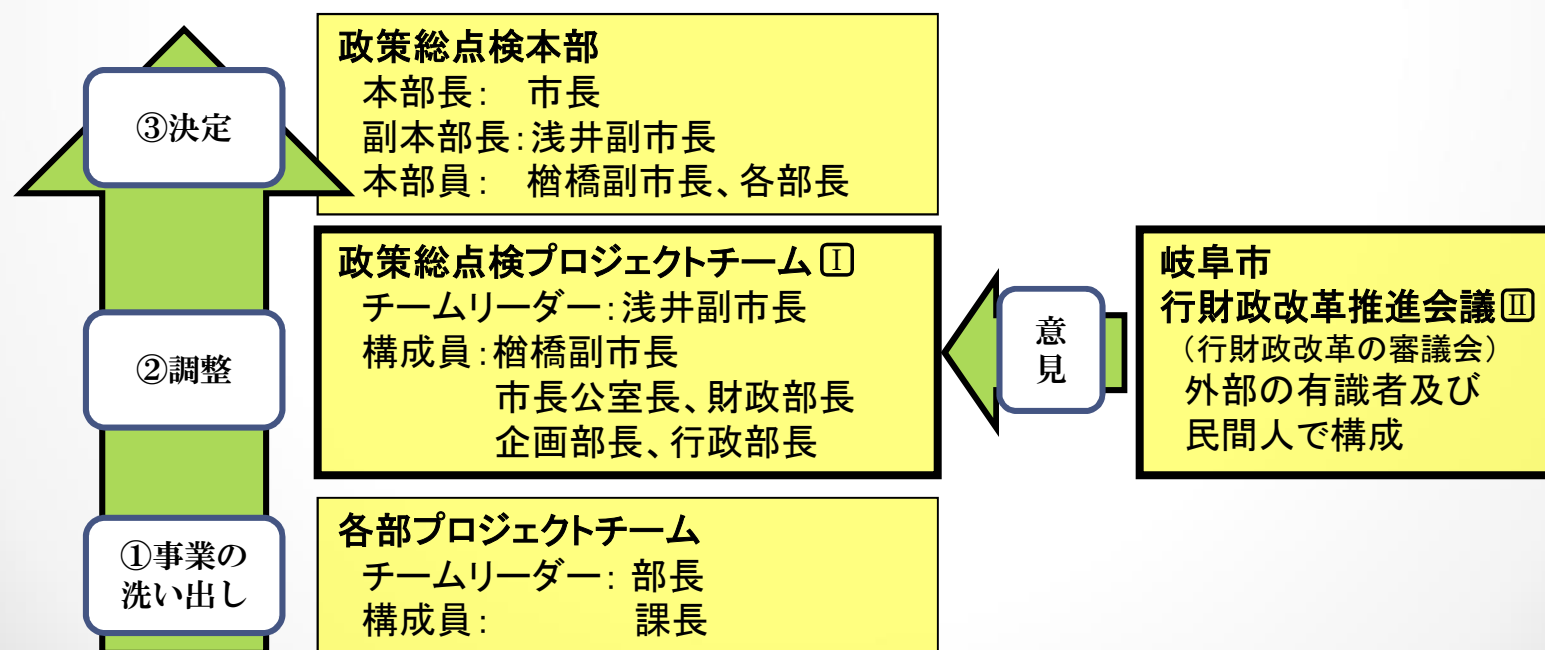 ③決定
政策総点検本部
本部長： 市長
副本部長：浅井副市長
本部員： 楢橋副市長、各部長
②調整
政策総点検プロジェクトチーム Ⅰ
チームリーダー：浅井副市長
構成員：楢橋副市長
市長公室長、財政部長
企画部長、行政部長
意見
岐阜市
行財政改革推進会議 Ⅱ
（行財政改革の審議会）
外部の有識者及び
民間人で構成
①事業の
洗い出し
各部プロジェクトチーム
チームリーダー： 部長
構成員： 課長